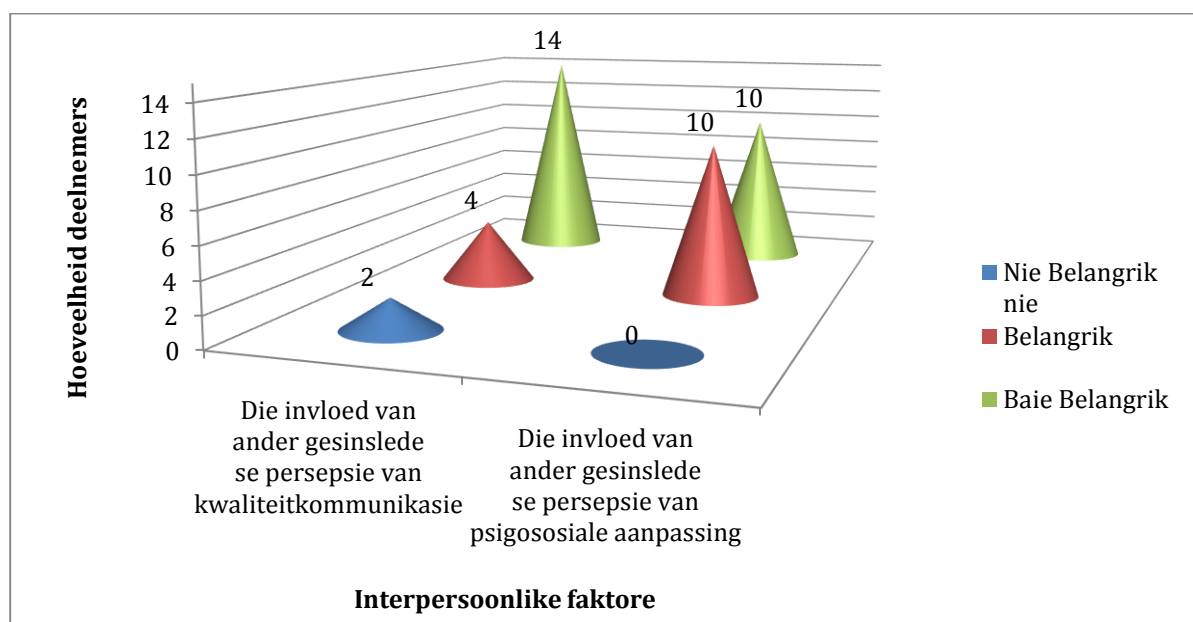 Hoeveelheid deelnemers
14
12
10
8
6
4
2
0
2
4
14
0
10
10
Die invloed van
ander gesinslede
se persepsie van
kwaliteitkommunikasie
Die invloed van
ander gesinslede
se persepsie van
psigososiale aanpassing
Interpersoonlike faktore
Nie Belangrik
nie
Belangrik
Baie Belangrik